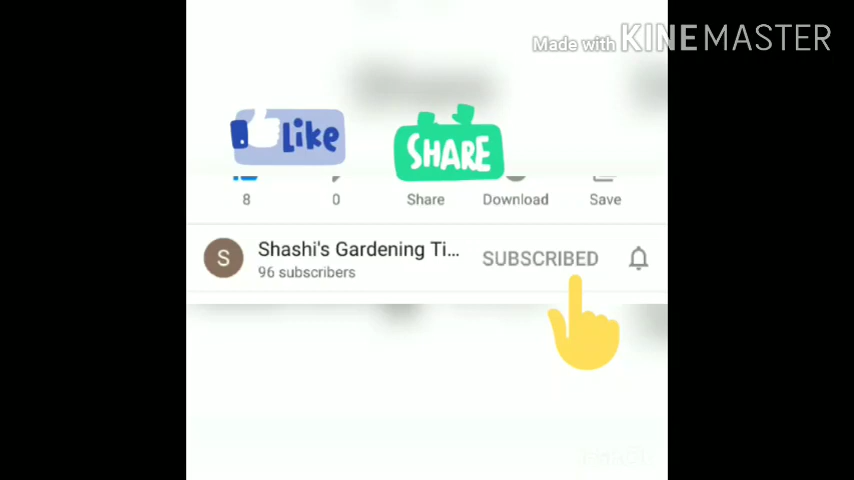 Made with KINEMASTER
Like
SHARE
8 0 Share Download Save
Shashi's Gardening Ti... SUBSCRIBED
96 subscribers
S